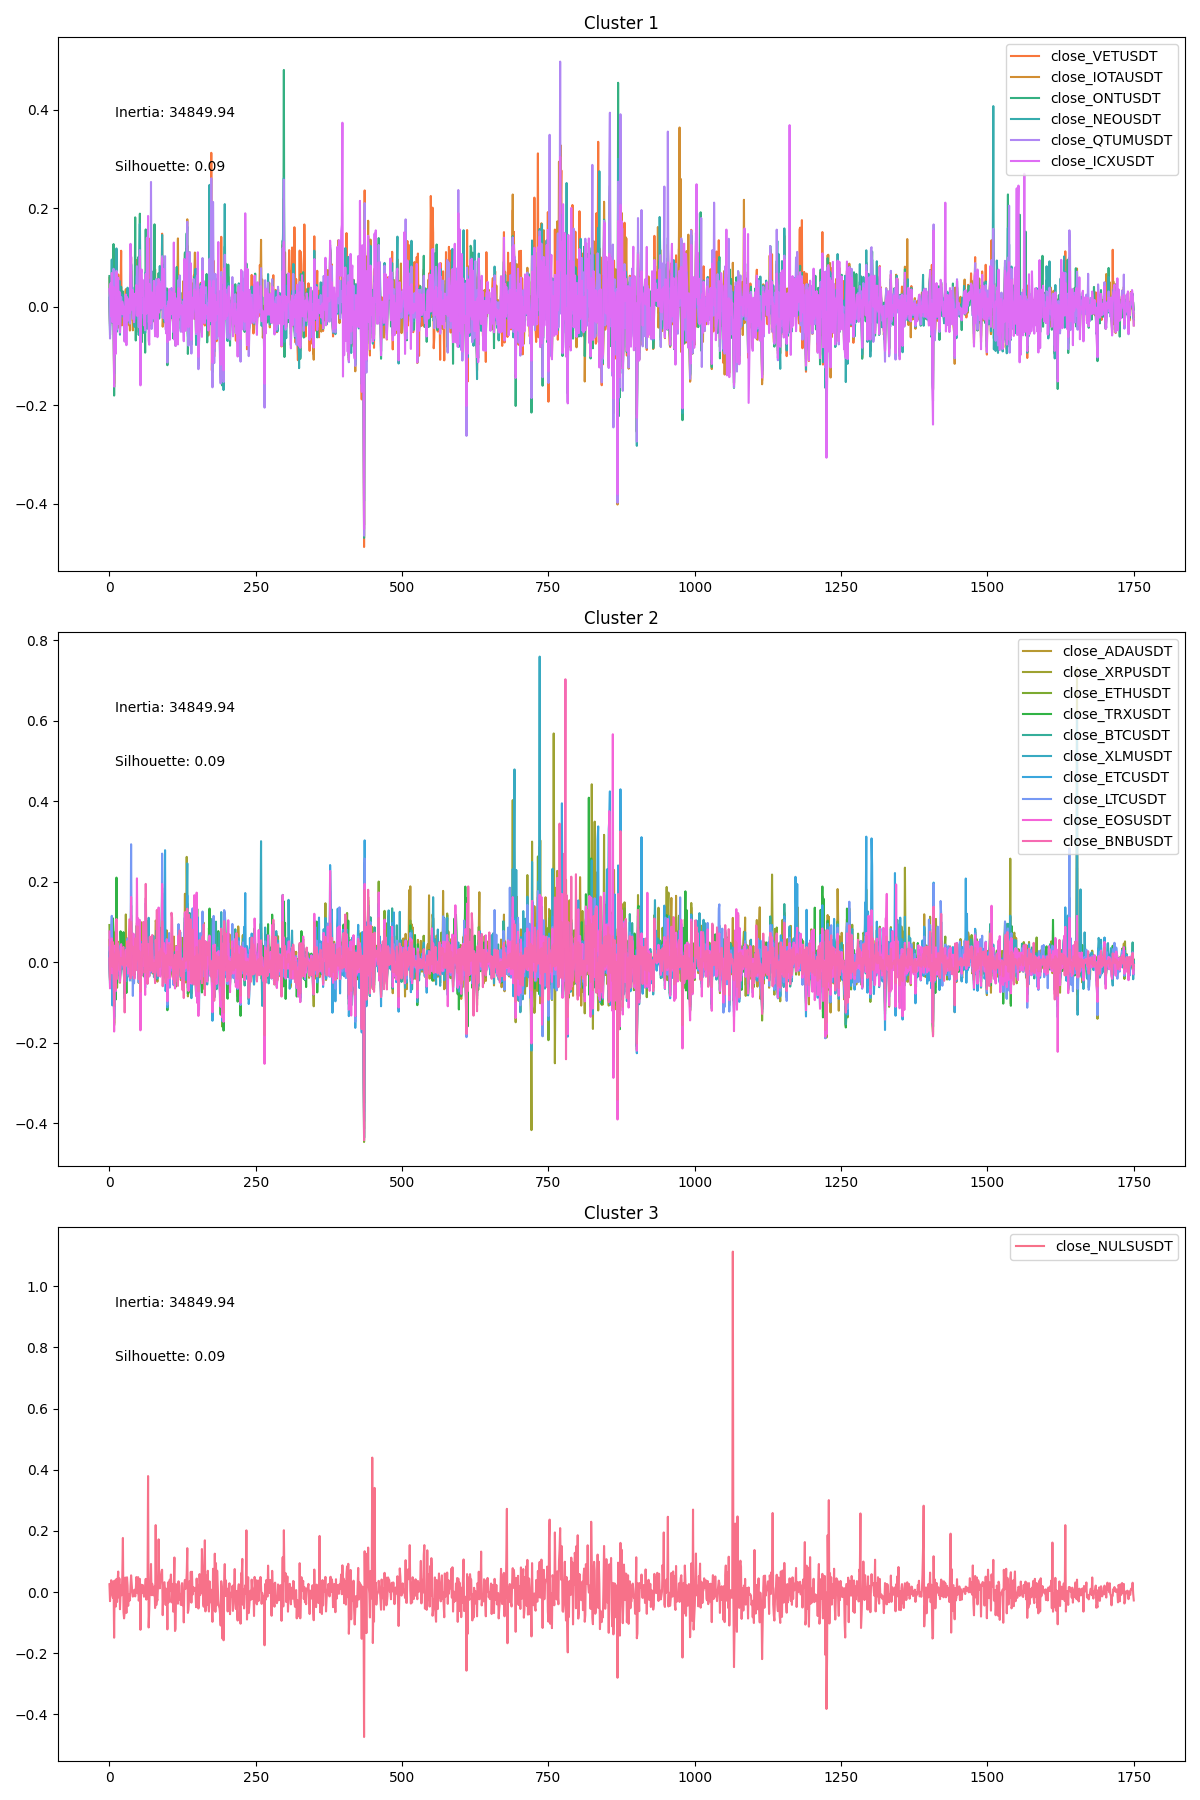 Cluster 1
Inertia: 34849.94
Silhouette: 0.09
close_VETUSDT
close_IOTAUSDT
close_ONTUSDT
close_NEOUSDT
close_QTUMUSDT
close_ICXUSDT
0.4
0.2
0.0
−0.2
−0.4
0 250 500 750 1000 1250 1500 1750
Cluster 2
Inertia: 34849.94
Silhouette: 0.09
close_ADAUSDT
close_XRPUSDT
close_ETHUSDT
close_TRXUSDT
close_BTCUSDT
close_XLMUSDT
close_ETCUSDT
close_LTCUSDT
close_EOSUSDT
close_BNBUSDT
0.8
0.6
0.4
0.2
0.0
−0.2
−0.4
0 250 500 750 1000 1250 1500 1750
Cluster 3
Inertia: 34849.94
Silhouette: 0.09
close_NULSUSDT
1.0
0.8
0.6
0.4
0.2
0.0
−0.2
−0.4
0 250 500 750 1000 1250 1500 1750